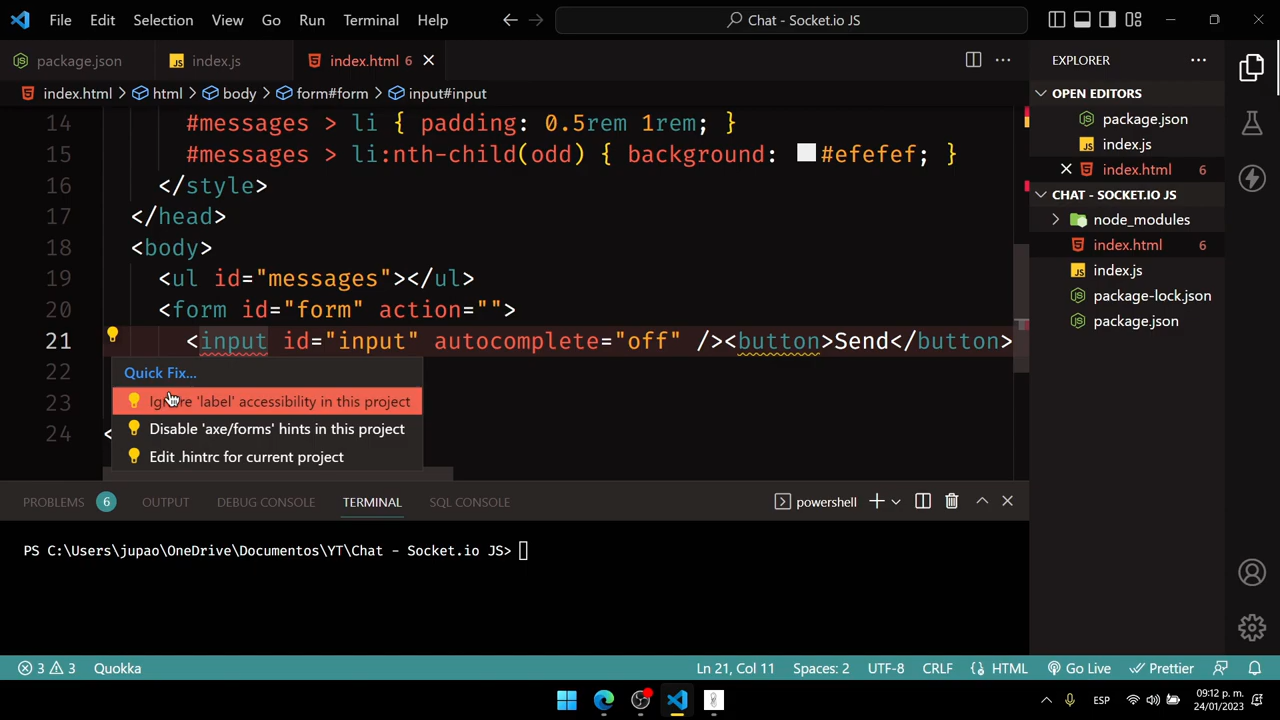 File Edit Selection View Go Run Terminal Help
Chat - Socket.io JS
package.json
index.js
index.html 6
EXPLORER
index.html > html > body > form#form > input#input
OPEN EDITORS
package.json
index.js
index.html 6
CHAT - SOCKET.IO JS
node_modules
index.html 6
index.js
package-lock.json
package.json
14 #messages > li { padding: 0.5rem 1rem; }
15 #messages > li:nth-child(odd) { background: #efefef; }
16 </style>
17 </head>
18 <body>
19 <ul id="messages"></ul>
20 <form id="form" action="">
21 <input id="input" autocomplete="off" /><button>Send</button>
22
23
24 <
Quick Fix...
Ignore 'label' accessibility in this project
Disable 'axe/forms' hints in this project
Edit .hintrc for current project
PROBLEMS 6 OUTPUT DEBUG CONSOLE TERMINAL SQL CONSOLE powershell
PS C:\Users\jupao\OneDrive\Documentos\YT\Chat - Socket.io JS>
3 3 Quokka Ln 21, Col 11 Spaces: 2 UTF-8 CRLF HTML Go Live Prettier
ESP
09:12 p. m.
24/01/2023